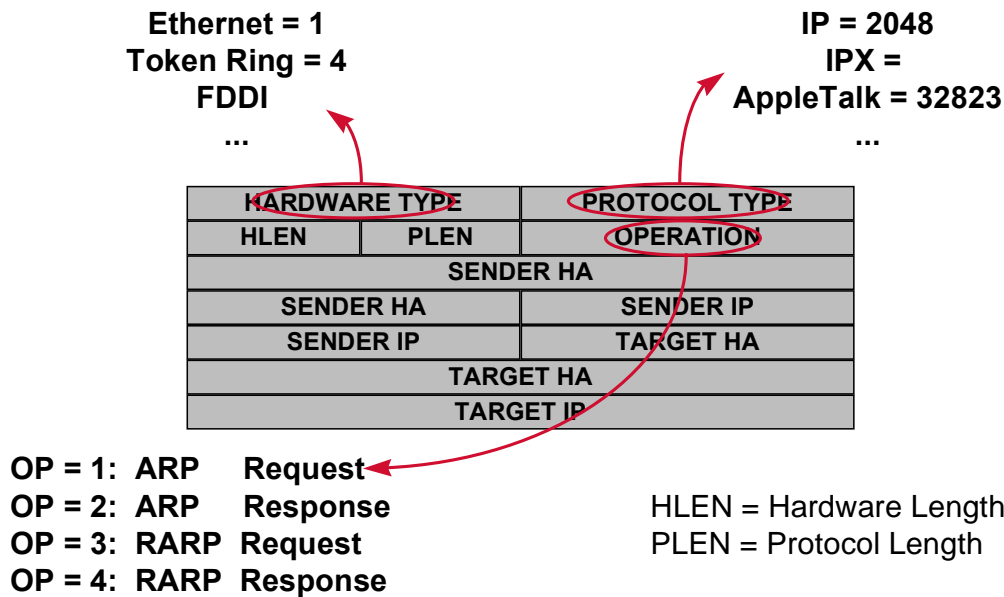 Ethernet = 1
Token Ring = 4
FDDI
...
IP = 2048
IPX =
AppleTalk = 32823
...
HARDWARE TYPE PROTOCOL TYPE
HLEN PLEN OPERATION
SENDER HA
SENDER HA SENDER IP
SENDER IP TARGET HA
TARGET HA
TARGET IP
OP = 1: ARP Request
OP = 2: ARP Response
OP = 3: RARP Request
OP = 4: RARP Response
HLEN = Hardware Length
PLEN = Protocol Length